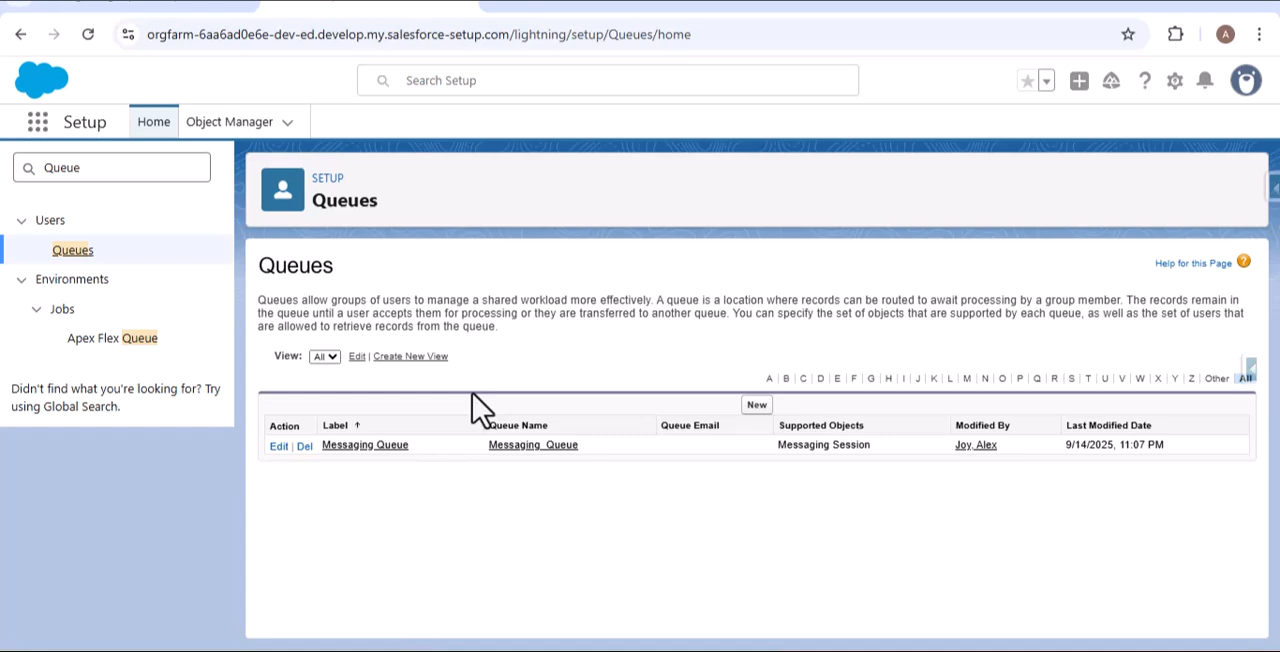 orgfarm-6aa6ad0e6e-dev-ed.develop.my.salesforce-setup.com/lightning/setup/Queues/home
A
Search Setup
Setup
Home
Object Manager
Queue
Users
Queues
Environments
Jobs
Apex Flex Queue
Didn't find what you're looking for? Try
using Global Search.
SETUP
Queues
Queues
Help for this Page ?
Queues allow groups of users to manage a shared workload more effectively. A queue is a location where records can be routed to await processing by a group member. The records remain in
the queue until a user accepts them for processing or they are transferred to another queue. You can specify the set of objects that are supported by each queue, as well as the set of users that
are allowed to retrieve records from the queue.
View: All Edit | Create New View
A | B | C | D | E | F | G | H | I | J | K | L | M | N | O | P | Q | R | S | T | U | V | W | X | Y | Z | Other | All
New
Action Label ↑ Queue Name Queue Email Supported Objects Modified By Last Modified Date
Edit | Del Messaging Queue Messaging_Queue Messaging Session Joy, Alex 9/14/2025, 11:07 PM